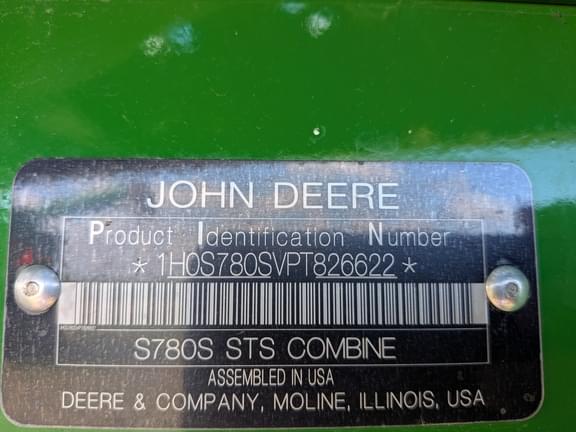 JOHN DEERE
Product Identification Number
*1H0S780SVPT826622*
S780S STS COMBINE
ASSEMBLED IN USA
DEERE & COMPANY, MOLINE, ILLINOIS, USA